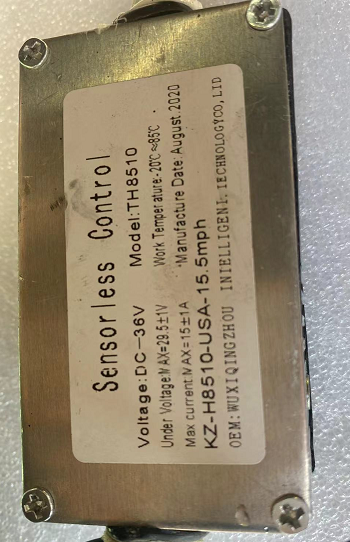 Sensorless Control
Voltage:DC-36V Model:TH8510
Under Voltage:MAX=29.5±1V Work Temperature:-20℃≈85℃
Max current:MAX=15±1A *Manufacture Date:August. 2020
KZ-H8510-USA-15.5mph
OEM:WUXIQINGZHOU INIELLIGENI. IECHNOLOGYCO,LID